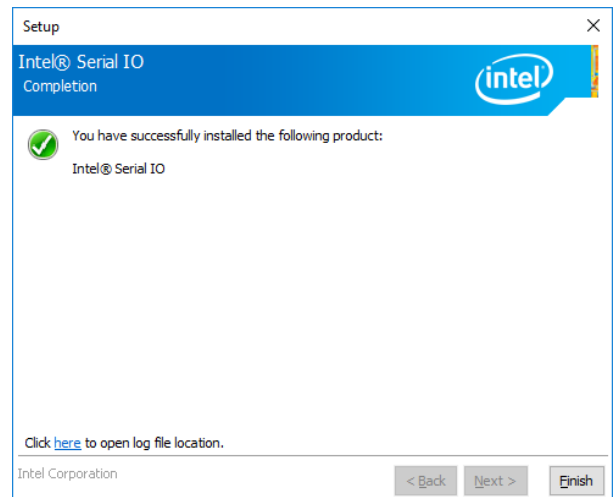 Setup
Intel® Serial IO
Completion
intel
You have successfully installed the following product:
Intel® Serial IO
Click here to open log file location.
Intel Corporation
< Back Next > Finish